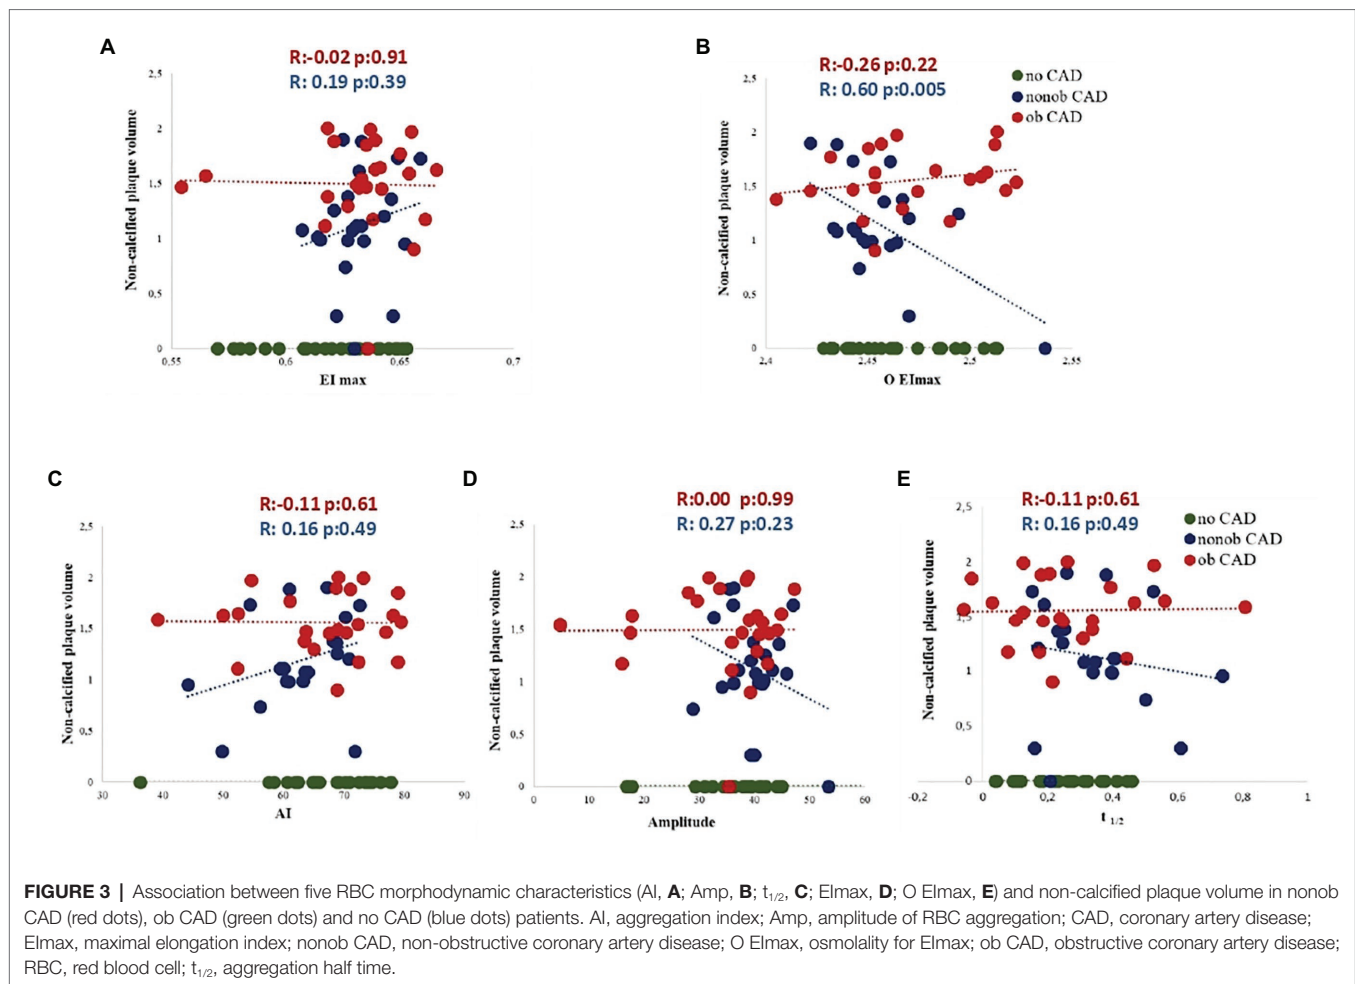 A
R:-0.02 p:0.91
R: 0.19 p:0.39
2,5
2
1,5
1
0,5
0
0,55
0,6
0,65
0,7
Non-calcified plaque volume
EI max
B
R:-0.26 p:0.22
R: 0.60 p:0.005
no CAD
nonob CAD
ob CAD
2,5
2
1,5
1
0,5
0
2,4
2,45
2,5
2,55
Non-calcified plaque volume
O EImax
C
R:-0.11 p:0.61
R: 0.16 p:0.49
2,5
2
1,5
1
0,5
0
30
40
50
60
70
80
90
Non-calcified plaque volume
AI
D
R:0.00 p:0.99
R: 0.27 p:0.23
2,5
2
1,5
1
0,5
0
0
10
20
30
40
50
60
Non-calcified plaque volume
Amplitude
E
R:-0.11 p:0.61
R: 0.16 p:0.49
no CAD
nonob CAD
ob CAD
2,5
2
1,5
1
0,5
0
-0,2
0
0,2
0,4
0,6
0,8
1
Non-calcified plaque volume
t 1/2
FIGURE 3 | Association between five RBC morphodynamic characteristics (AI, A; Amp, B; t1/2, C; EImax, D; O EImax, E) and non-calcified plaque volume in nonob
CAD (red dots), ob CAD (green dots) and no CAD (blue dots) patients. AI, aggregation index; Amp, amplitude of RBC aggregation; CAD, coronary artery disease;
EImax, maximal elongation index; nonob CAD, non-obstructive coronary artery disease; O EImax, osmolality for EImax; ob CAD, obstructive coronary artery disease;
RBC, red blood cell; t1/2, aggregation half time.